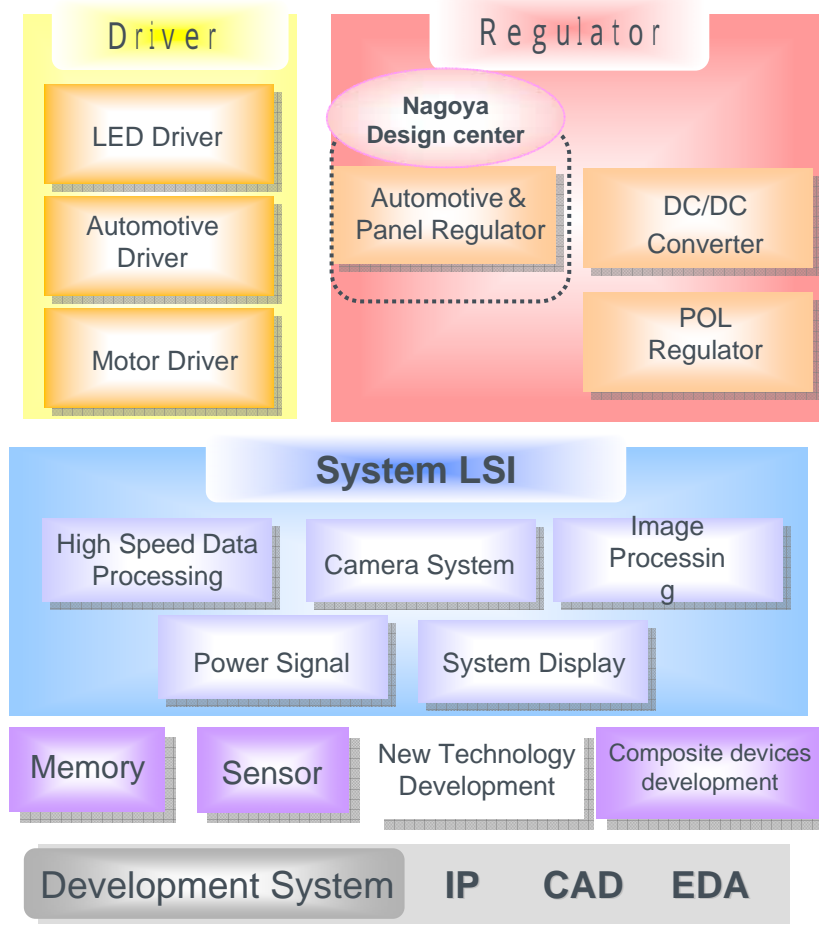 Driver
LED Driver
Automotive
Driver
Motor Driver
Regulator
Nagoya
Design center
Automotive &
Panel Regulator
DC/DC
Converter
POL
Regulator
System LSI
High Speed Data
Processing
Camera System
Image
Processin
g
Power Signal
System Display
Memory
Sensor
New Technology
Development
Composite devices
development
Development System IP CAD EDA